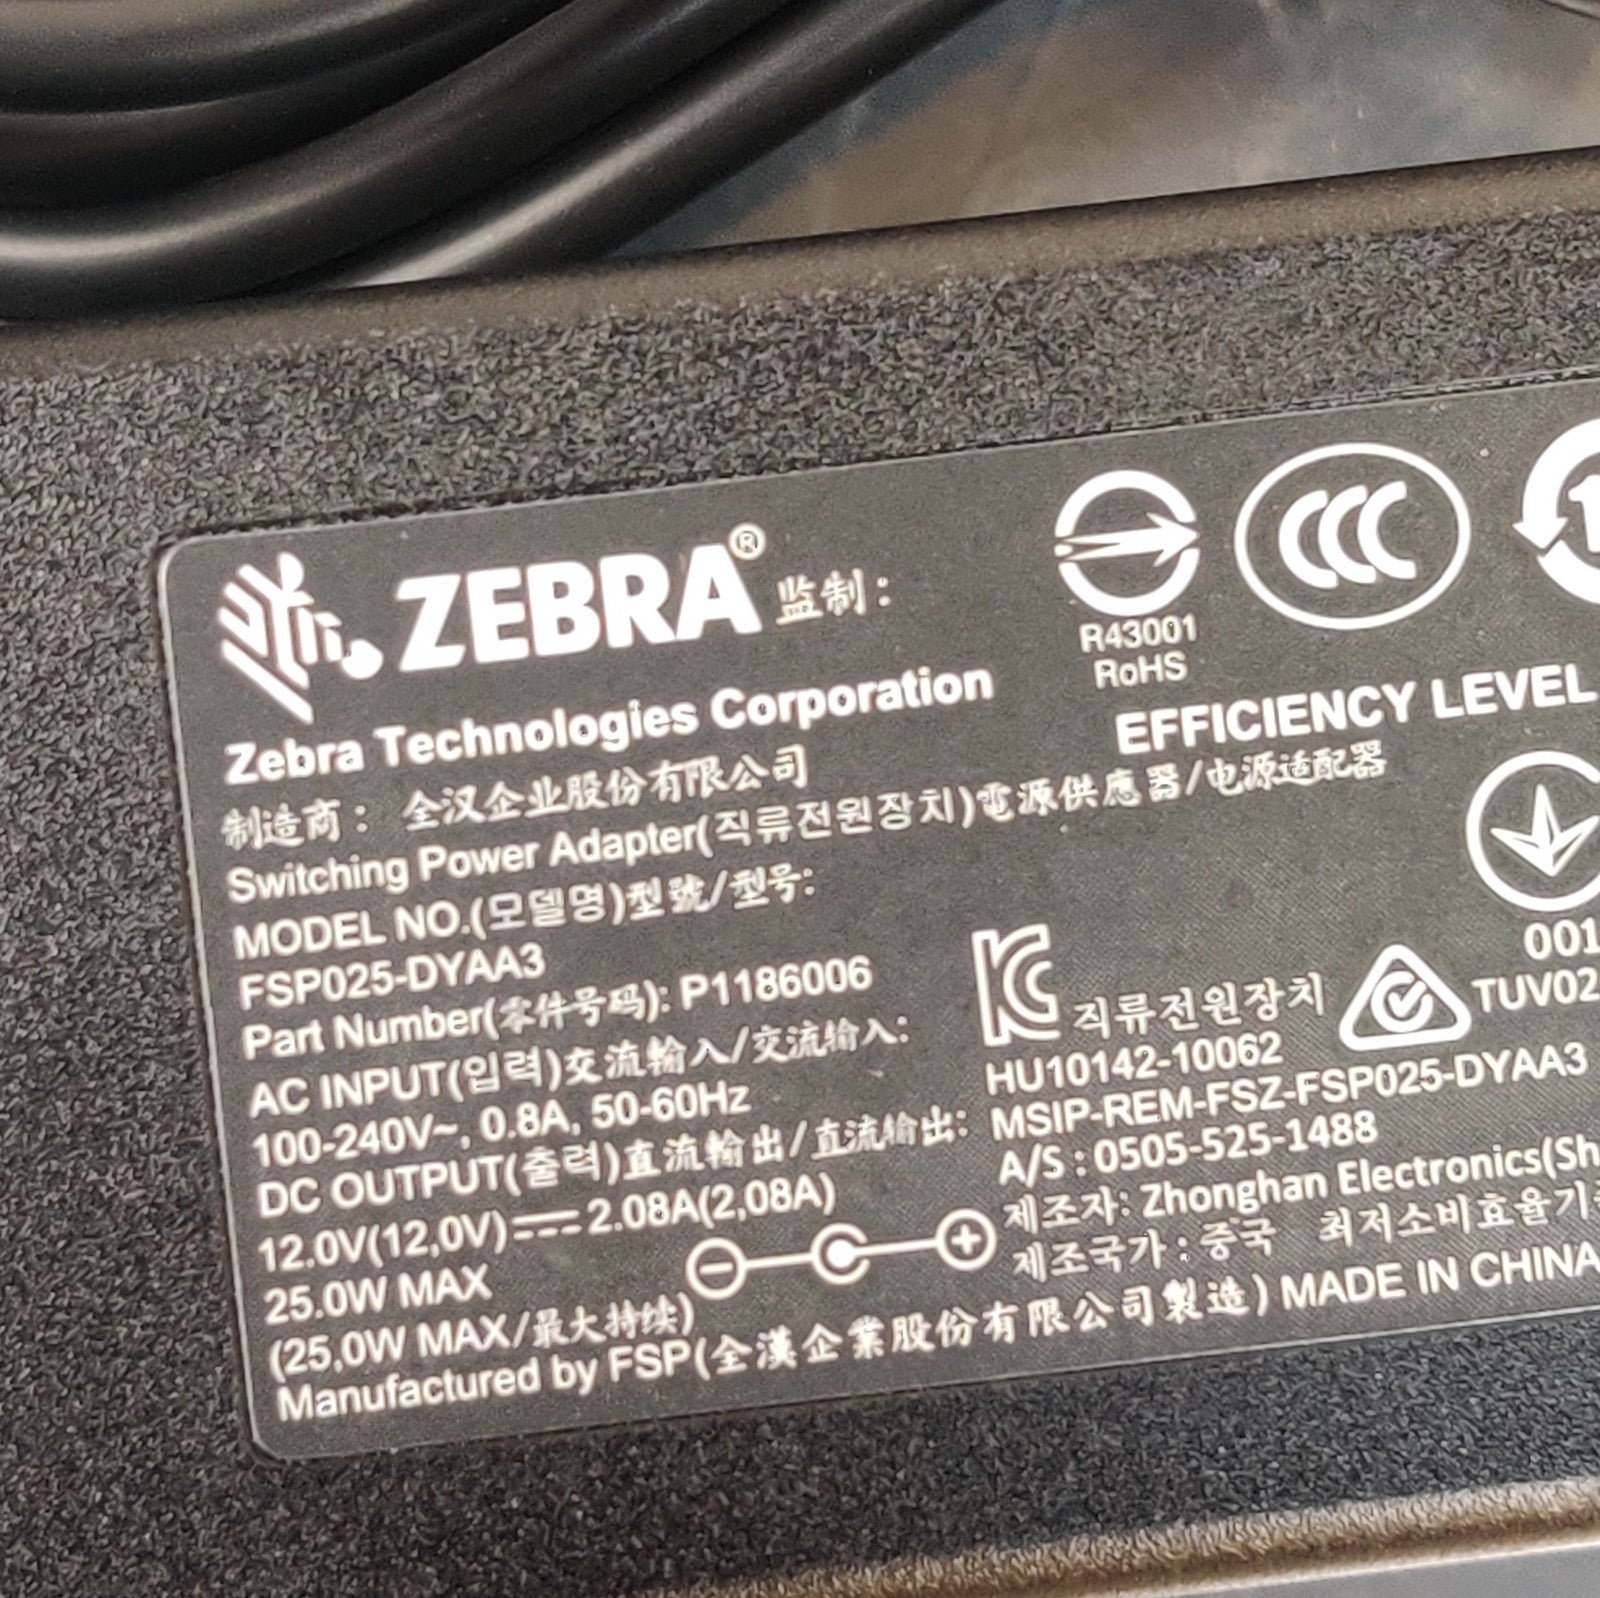 ZEBRA® 监制:
Zebra Technologies Corporation
制造商: 全汉企业股份有限公司
Switching Power Adapter(직류전원장치)電源供應器/电源适配器
MODEL NO.(모델명)型號/型号:
FSP025-DYAA3
Part Number(零件号码): P1186006
AC INPUT(입력)交流輸入/交流输入:
100-240V~, 0.8A, 50-60Hz
DC OUTPUT(출력)直流輸出/直流输出:
12.0V(12,0V)⎓2.08A(2,08A)
25.0W MAX
(25,0W MAX/最大持续)
Manufactured by FSP(全漢企業股份有限公司製造) MADE IN CHINA
R43001
RoHS
CCC
EFFICIENCY LEVEL
001
TUV02
직류전원장치
HU10142-10062
MSIP-REM-FSZ-FSP025-DYAA3
A/S : 0505-525-1488
제조자: Zhonghan Electronics(Sh
제조국가 : 중국 최저소비효율기